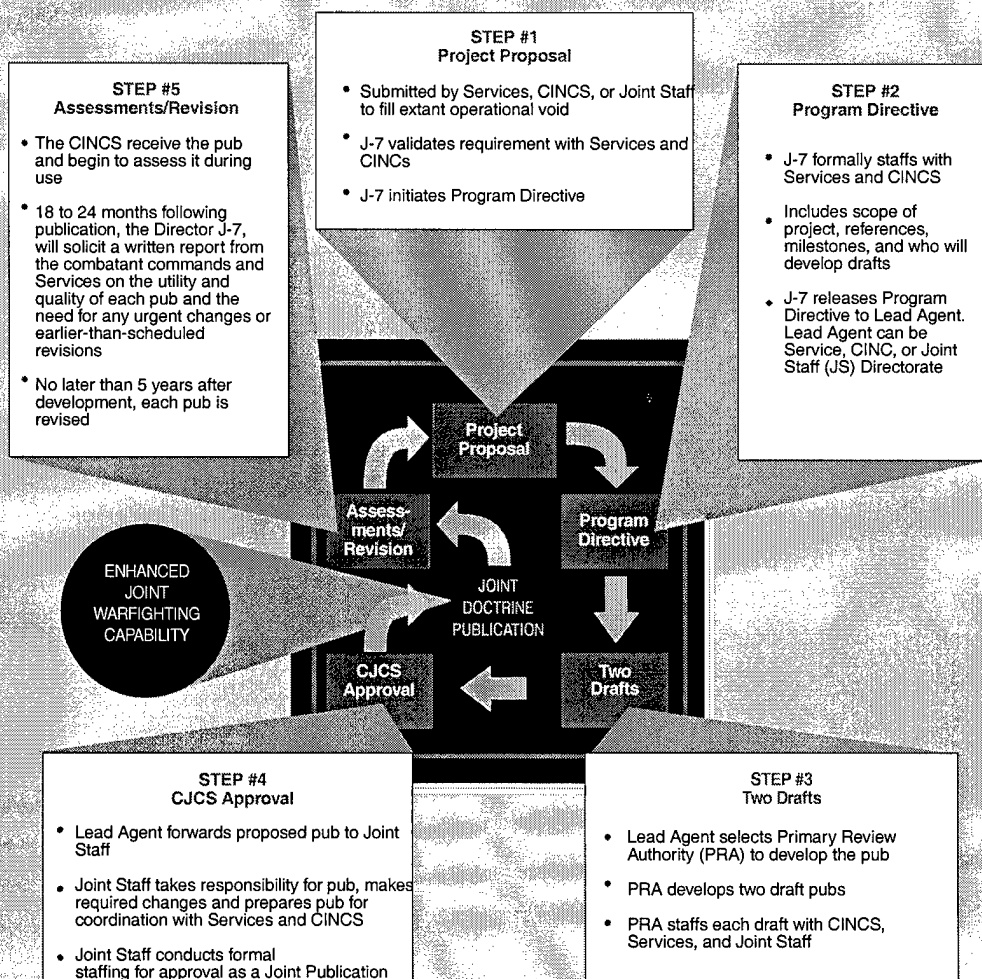 STEP #1
Project Proposal
• Submitted by Services, CINCS, or Joint Staff
to fill extant operational void
• J-7 validates requirement with Services and
CINCs
• J-7 initiates Program Directive
STEP #5
Assessments/Revision
• The CINCS receive the pub
and begin to assess it during
use
• 18 to 24 months following
publication, the Director J-7,
will solicit a written report from
the combatant commands and
Services on the utility and
quality of each pub and the
need for any urgent changes or
earlier-than-scheduled
revisions
• No later than 5 years after
development, each pub is
revised
STEP #2
Program Directive
• J-7 formally staffs with
Services and CINCS
• Includes scope of
project, references,
milestones, and who will
develop drafts
• J-7 releases Program
Directive to Lead Agent.
Lead Agent can be
Service, CINC, or Joint
Staff (JS) Directorate
Project
Proposal
Assess-
ments/
Revision
Program
Directive
ENHANCED
JOINT
WARFIGHTING
CAPABILITY
JOINT
DOCTRINE
PUBLICATION
CJCS
Approval
Two
Drafts
STEP #4
CJCS Approval
• Lead Agent forwards proposed pub to Joint
Staff
• Joint Staff takes responsibility for pub, makes
required changes and prepares pub for
coordination with Services and CINCS
• Joint Staff conducts formal
staffing for approval as a Joint Publication
STEP #3
Two Drafts
• Lead Agent selects Primary Review
Authority (PRA) to develop the pub
• PRA develops two draft pubs
• PRA staffs each draft with CINCS,
Services, and Joint Staff